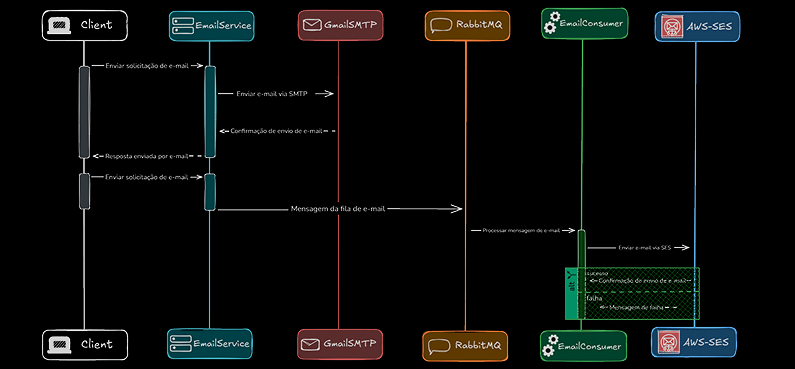 Client
EmailService
GmailSMTP
RabbitMQ
EmailConsumer
AWS-SES
Enviar solicitação de e-mail
Enviar e-mail via SMTP
Confirmação de envio de e-mail
Resposta enviada por e-mail
Enviar solicitação de e-mail
Mensagem da fila de e-mail
Processar mensagem de e-mail
Enviar e-mail via SES
alt
sucesso
Confirmação de envio de e-mail
falha
Mensagem de falha
Client
EmailService
GmailSMTP
RabbitMQ
EmailConsumer
AWS-SES